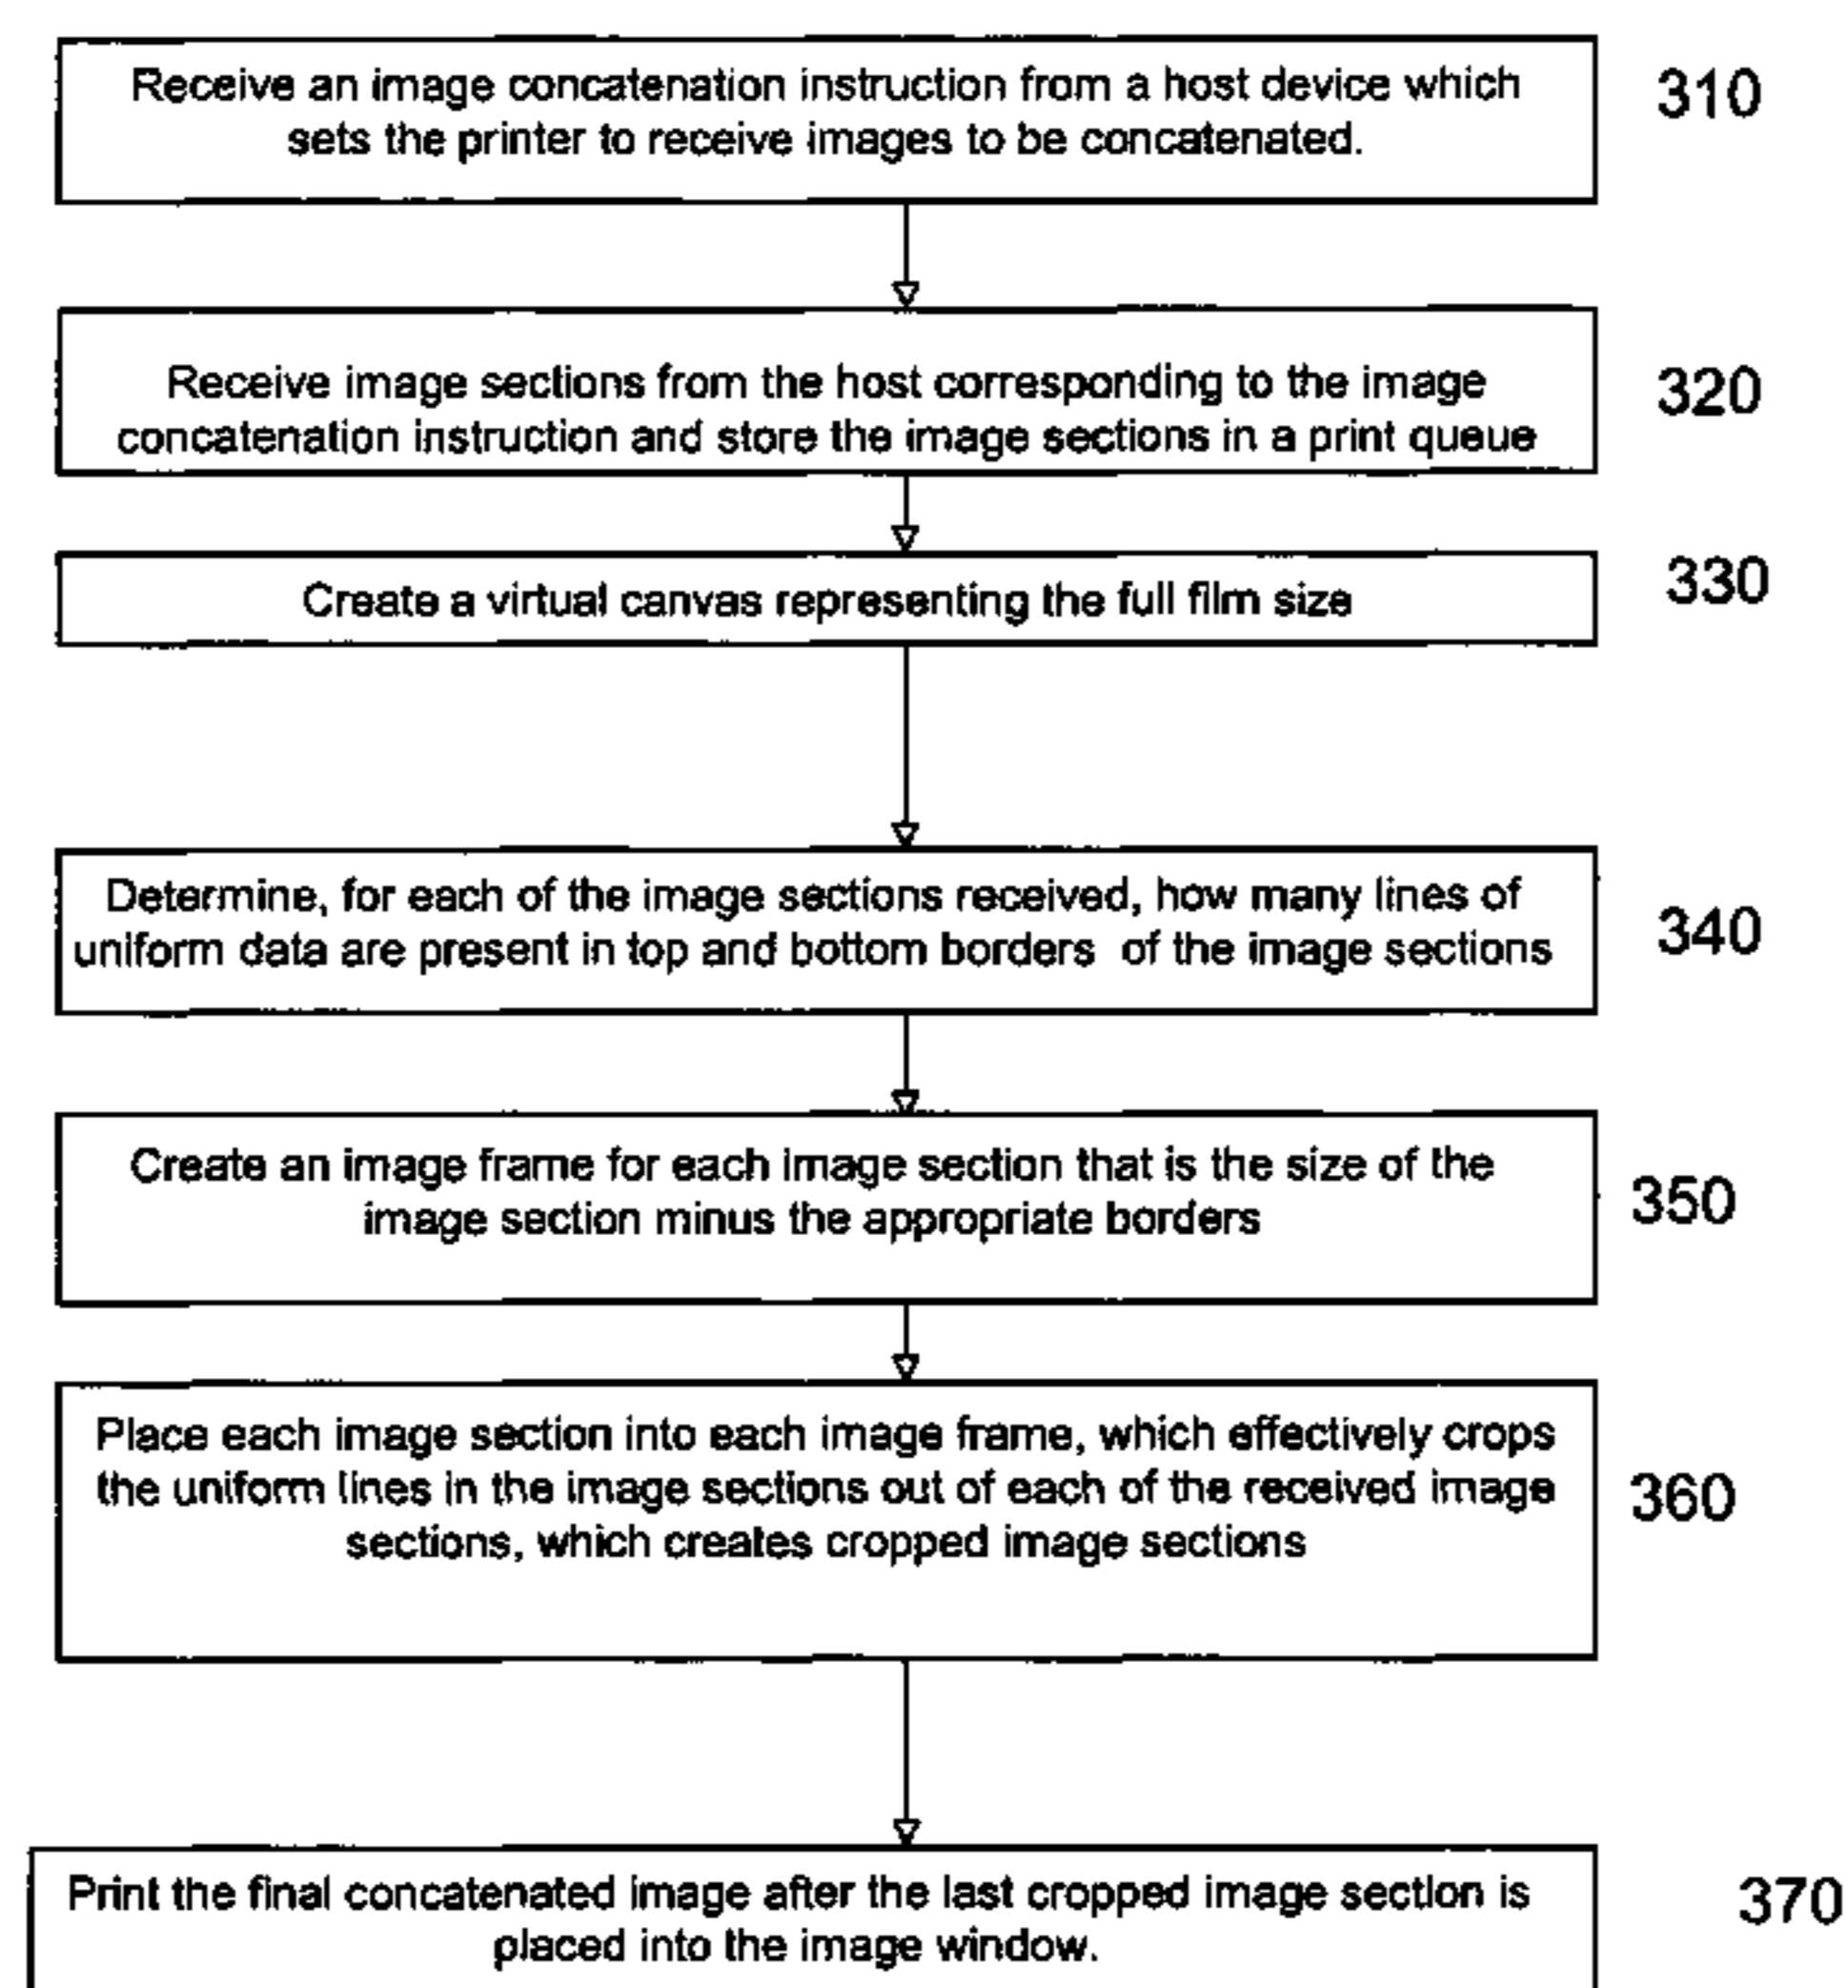 Receive an image concatenation instruction from a host device which
sets the printer to receive images to be concatenated.
310
Receive image sections from the host corresponding to the image
concatenation instruction and store the image sections in a print queue
320
Create a virtual canvas representing the full film size
330
Determine, for each of the image sections received, how many lines of
uniform data are present in top and bottom borders of the image sections
340
Create an image frame for each image section that is the size of the
image section minus the appropriate borders
350
Place each image section into each image frame, which effectively crops
the uniform lines in the image sections out of each of the received image
sections, which creates cropped image sections
360
Print the final concatenated image after the last cropped image section is
placed into the image window.
370